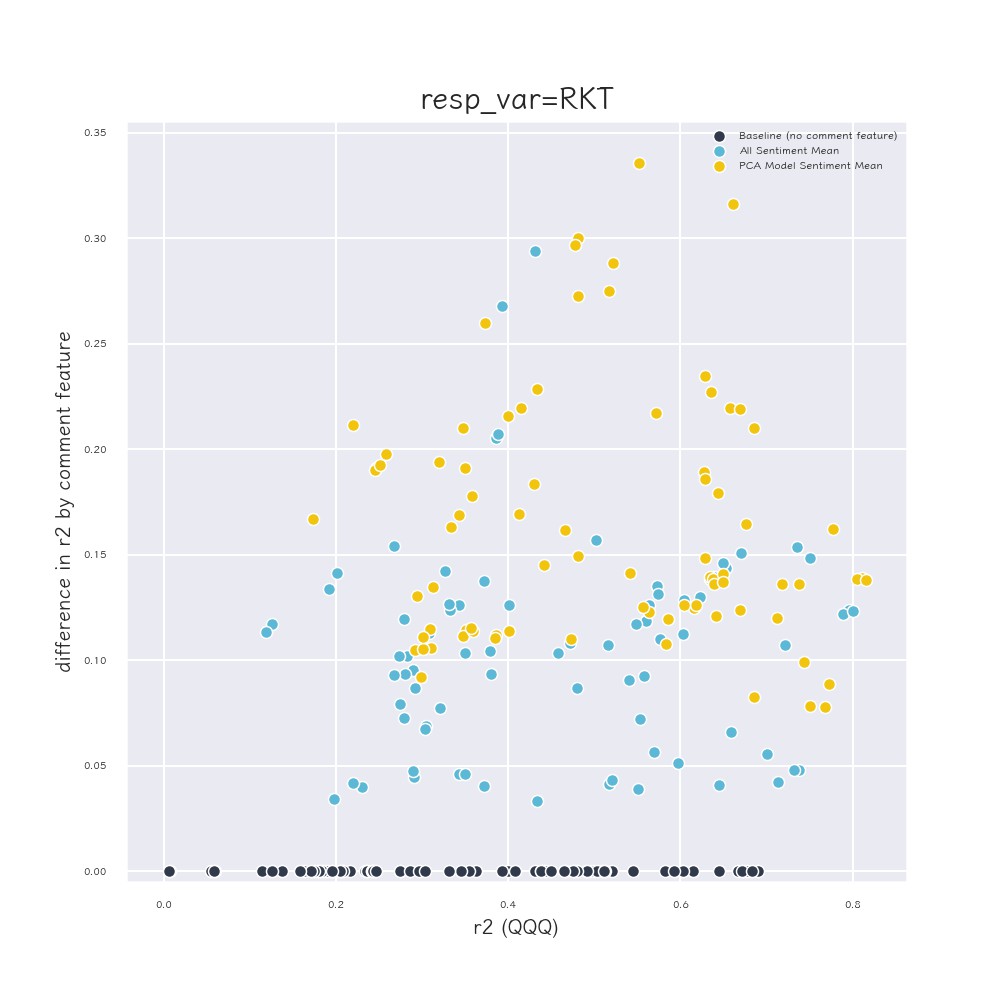 resp_var=RKT
Baseline (no comment feature)
All Sentiment Mean
PCA Model Sentiment Mean
difference in r2 by comment feature
0.35
0.30
0.25
0.20
0.15
0.10
0.05
0.00
0.0 0.2 0.4 0.6 0.8
r2 (QQQ)